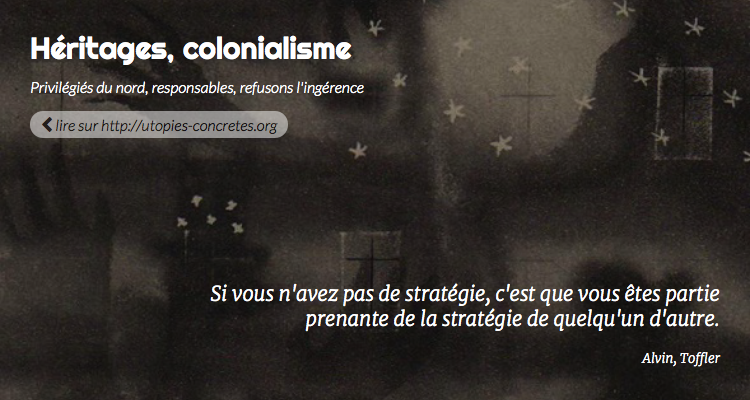 Héritages, colonialisme
Privilégiés du nord, responsables, refusons l'ingérence
lire sur http://utopies-concretes.org
Si vous n'avez pas de stratégie, c'est que vous êtes partie
prenante de la stratégie de quelqu'un d'autre.
Alvin, Toffler